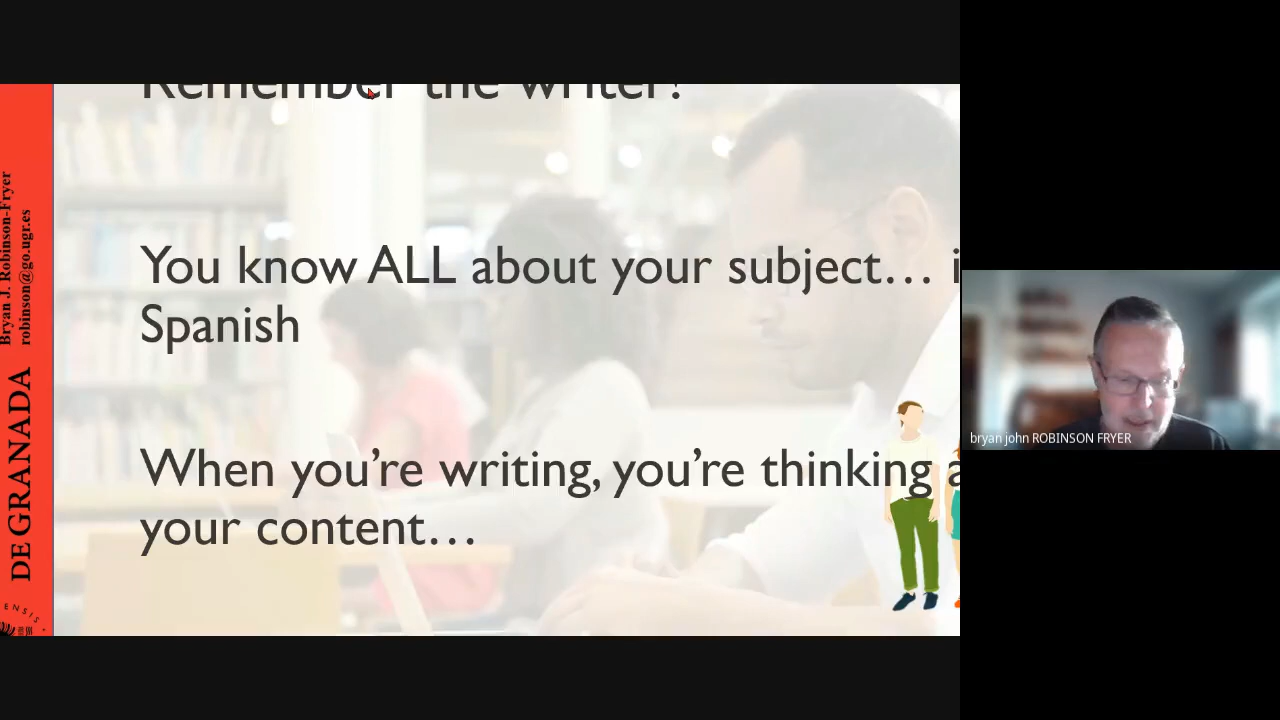 Remember the writer?
You know ALL about your subject…
Spanish
When you’re writing, you’re thinking
your content…
Bryan J. Robinson-Fryer
robinson@go.ugr.es
DE GRANADA
ENSIS
bryan john ROBINSON FRYER